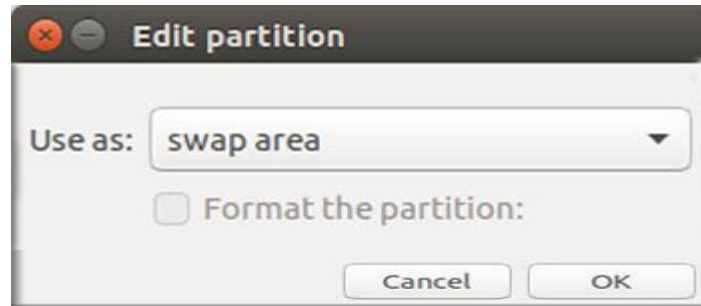 Edit partition
Use as: swap area
Format the partition:
Cancel OK